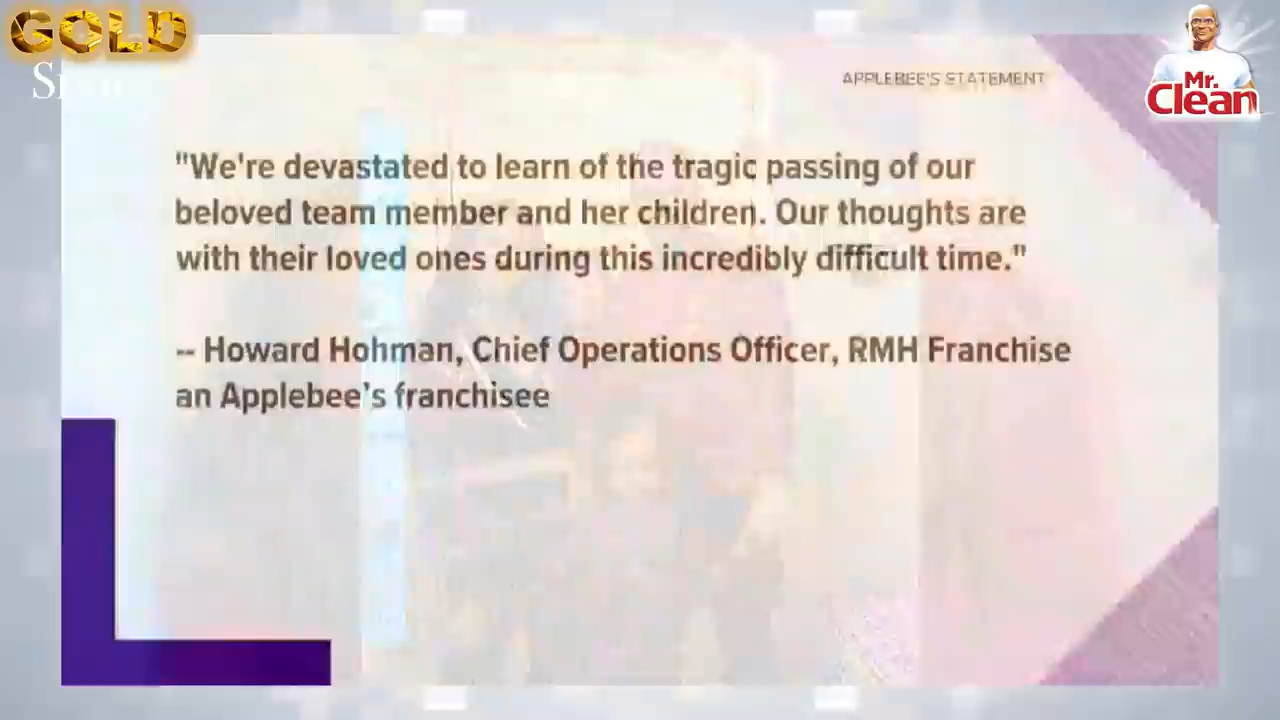 GOLD
APPLEBEE'S STATEMENT
Mr.
Clean
"We're devastated to learn of the tragic passing of our
beloved team member and her children. Our thoughts are
with their loved ones during this incredibly difficult time."
-- Howard Hohman, Chief Operations Officer, RMH Franchise
an Applebee's franchisee